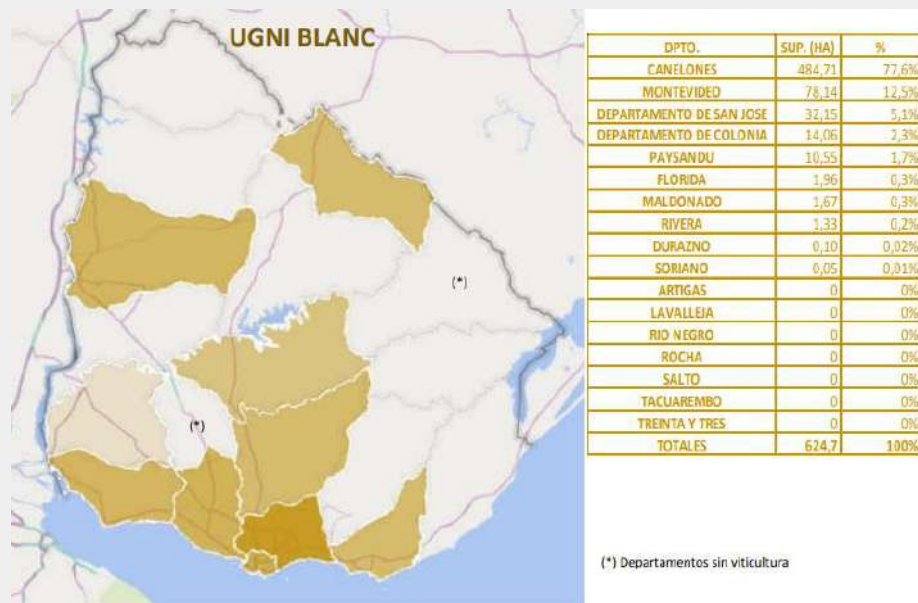 UGNI BLANC
(*)
(*)
DPTO. SUP. (HA) %
CANELONES 484,71 77,6%
MONTEVIDEO 78,14 12,5%
DEPARTAMENTO DE SAN JOSE 32,15 5,1%
DEPARTAMENTO DE COLONIA 14,06 2,3%
PAYSANDU 10,55 1,7%
FLORIDA 1,96 0,3%
MALDONADO 1,67 0,3%
RIVERA 1,33 0,2%
DURAZNO 0,10 0,02%
SORIANO 0,05 0,01%
ARTIGAS 0 0%
LAVALLEJA 0 0%
RIO NEGRO 0 0%
ROCHA 0 0%
SALTO 0 0%
TACUAREMBO 0 0%
TREINTA Y TRES 0 0%
TOTALES 624,7 100%
(*) Departamentos sin viticultura